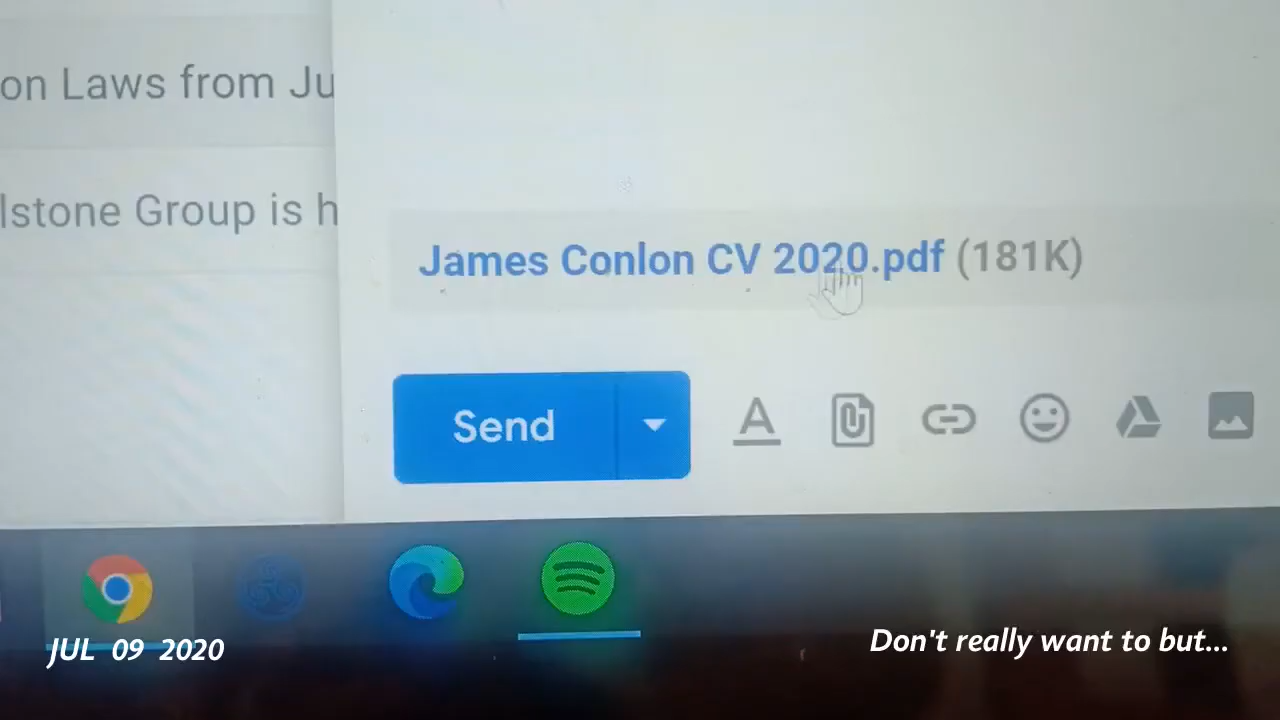 on Laws from Ju
lstone Group is h
James Conlon CV 2020.pdf (181K)
Send
A
JUL 09 2020
Don't really want to but...